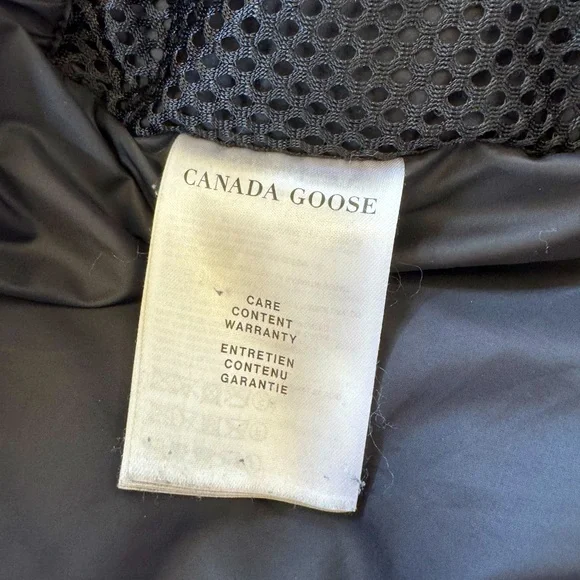 CANADA GOOSE
CARE
CONTENT
WARRANTY
ENTRETIEN
CONTENU
GARANTIE